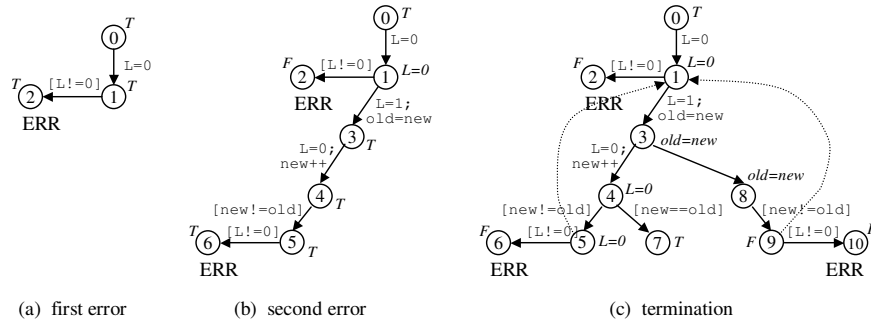 0 T
L=0
T 2 [L!=0] 1 T
ERR
(a) first error
0 T
L=0
F 2 [L!=0] 1 L=0
ERR
L=1;
old=new
3 T
L=0;
new++
4 T
[new!=old]
T 6 [L!=0] 5 T
ERR
(b) second error
0 T
L=0
F 2 [L!=0] 1 L=0
ERR
L=1;
old=new
3 old=new
L=0;
new++
4 L=0
old=new
8
[new!=old] [new==old] [new!=old]
F 6 [L!=0] 5 L=0 7 T F 9 [L!=0] 10
ERR ERR
(c) termination